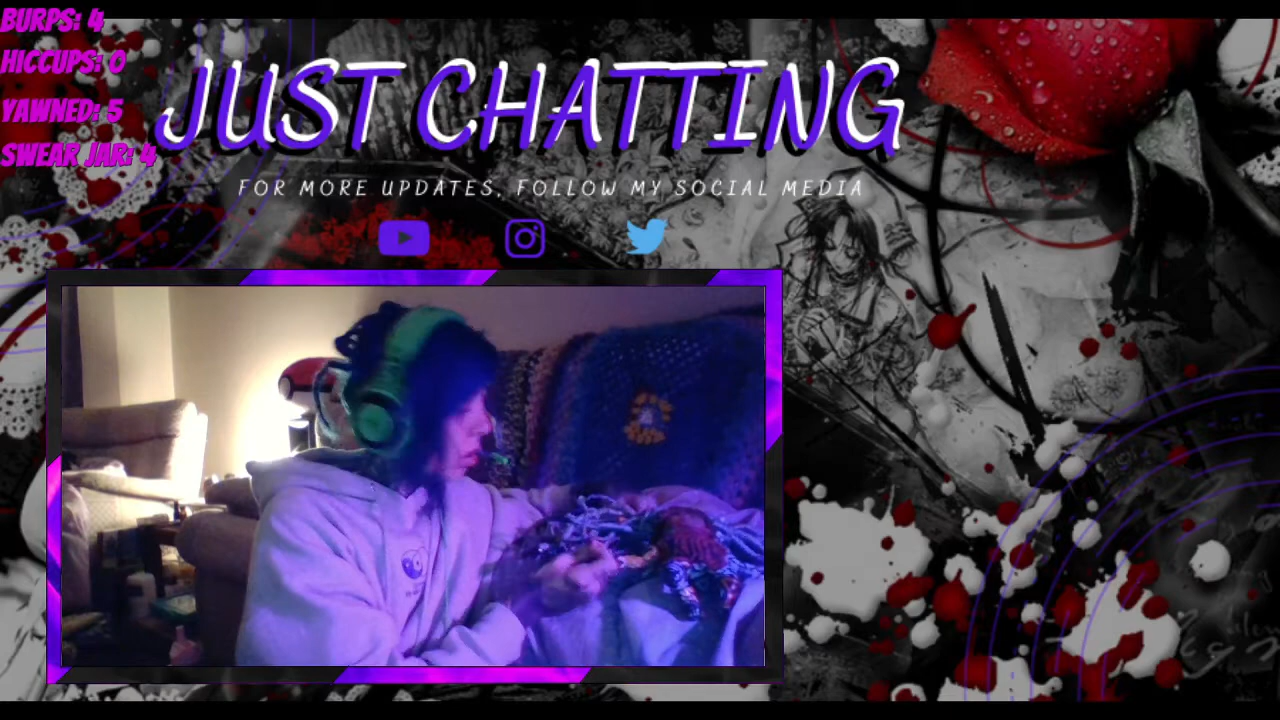 BURPS: 4
HICCUPS: 0
YAWNED: 5
SWEAR JAR: 4
JUST CHATTING
FOR MORE UPDATES, FOLLOW MY SOCIAL MEDIA